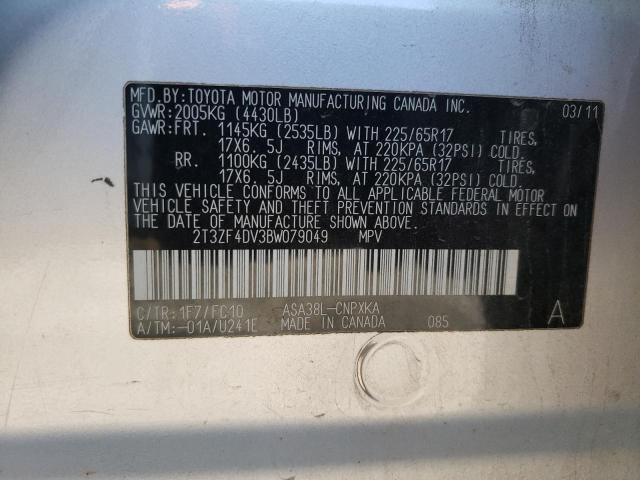 MFD.BY:TOYOTA MOTOR MANUFACTURING CANADA INC. 03/11
GVWR:2005KG (4430LB)
GAWR:FRT. 1145KG (2535LB) WITH 225/65R17 TIRES,
17X6. 5J RIMS, AT 220KPA (32PSI) COLD.
RR. 1100KG (2435LB) WITH 225/65R17 TIRES,
17X6. 5J RIMS, AT 220KPA (32PSI) COLD.
THIS VEHICLE CONFORMS TO ALL APPLICABLE FEDERAL MOTOR
VEHICLE SAFETY AND THEFT PREVENTION STANDARDS IN EFFECT ON
THE DATE OF MANUFACTURE SHOWN ABOVE.
2T3ZF4DV3BW079049 MPV
C/TR:1F7/FC10 ASA38L-CNPXKA
A/TM:-01A/U241E MADE IN CANADA 085 A